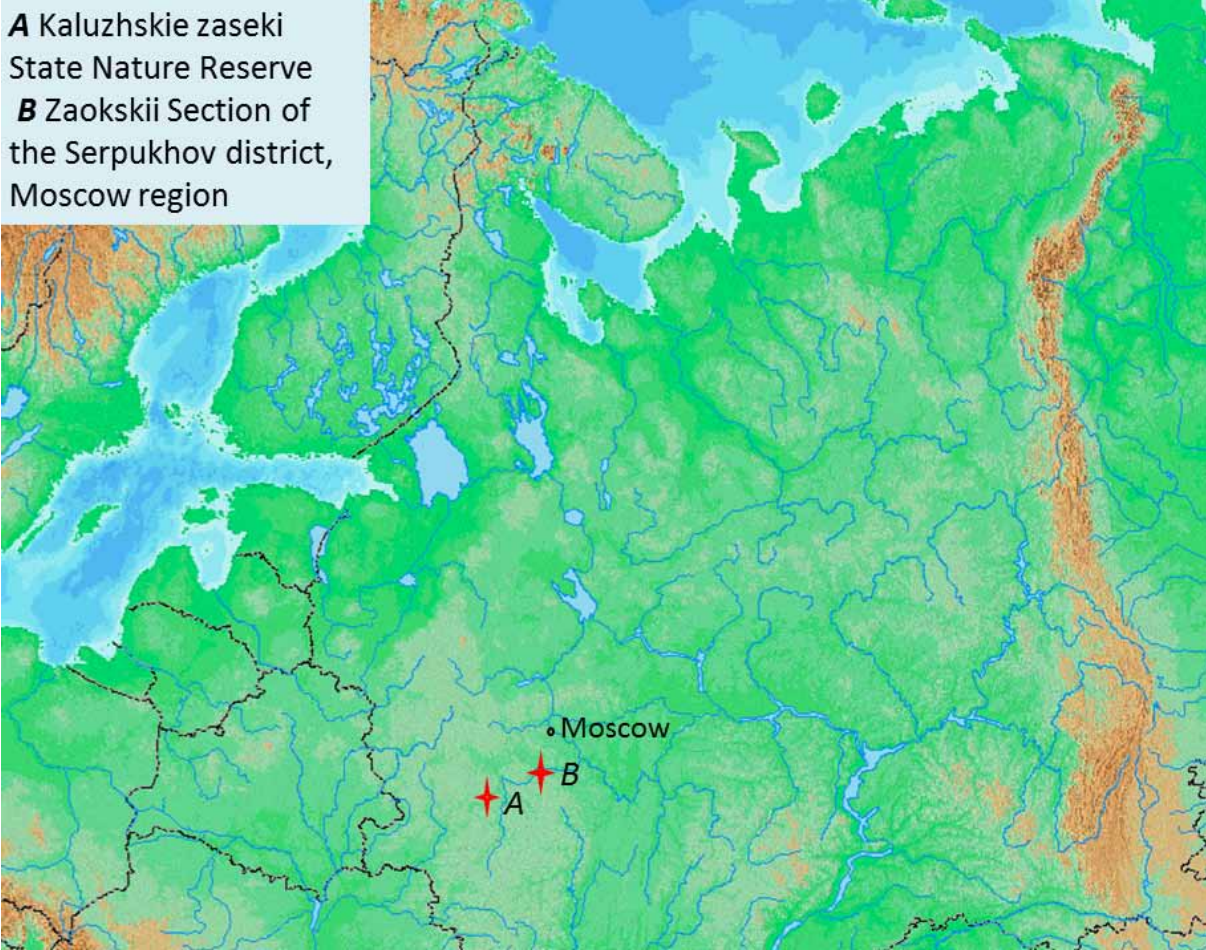 A Kaluzhskie zaseki
State Nature Reserve
B Zaokskii Section of
the Serpukhov district,
Moscow region
Moscow
B
A